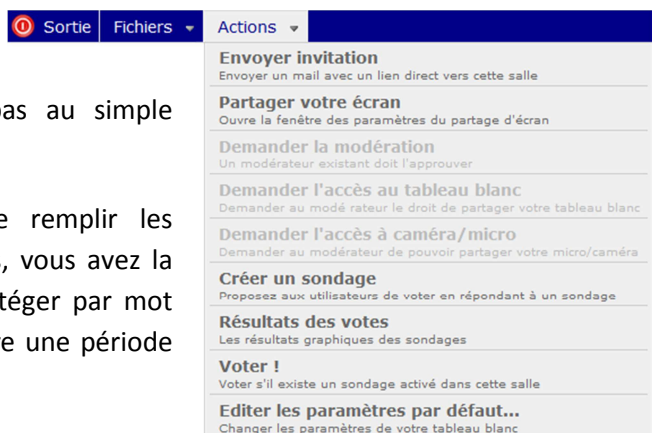 Sortie Fichiers Actions
Envoyer invitation
Envoyer un mail avec un lien direct vers cette salle
Partager votre écran
Ouvre la fenêtre des paramètres du partage d'écran
Demander la modération
Un modérateur existant doit l'approuver
Demander l'accès au tableau blanc
Demander au modé rateur le droit de partager votre tableau blanc
Demander l'accès à caméra/micro
Demander au modérateur de pouvoir partager votre micro/caméra
Créer un sondage
Proposez aux utilisateurs de voter en répondant à un sondage
Résultats des votes
Les résultats graphiques des sondages
Voter !
Voter s'il existe un sondage activé dans cette salle
Editer les paramètres par défaut...
Changer les paramètres de votre tableau blanc
pas au simple
remplir les
, vous avez la
téger par mot
une période